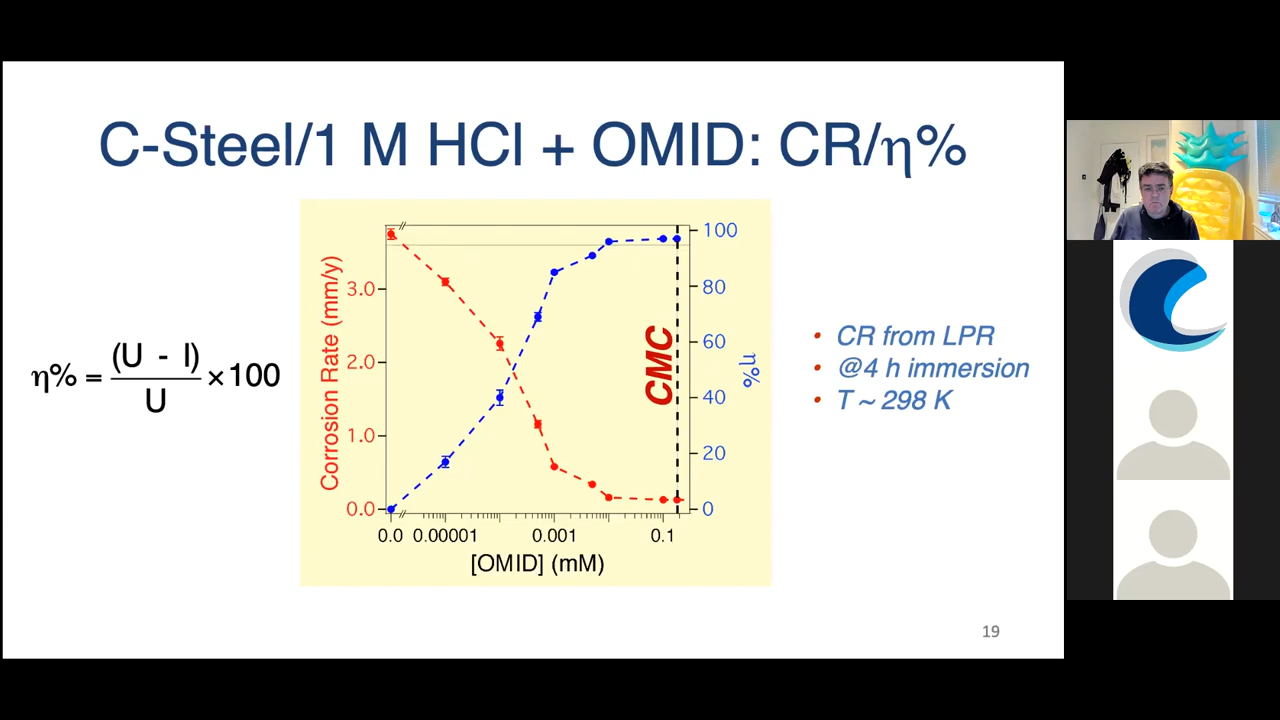 C-Steel/1 M HCl + OMID: CR/η%
η% = (U - I)/U ×100
Corrosion Rate (mm/y)
3.0
2.0
1.0
0.0
100
80
60
40
20
0
η%
CMC
0.0 0.00001 0.001 0.1
[OMID] (mM)
• CR from LPR
• @4 h immersion
• T ~ 298 K
19